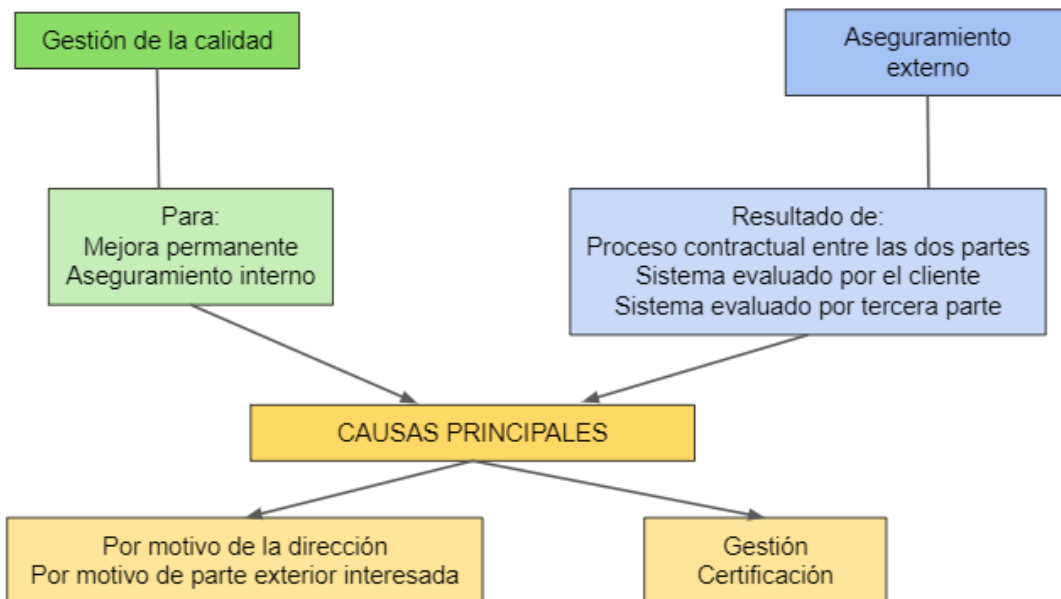 Gestión de la calidad
Aseguramiento
externo
Para:
Mejora permanente
Aseguramiento interno
Resultado de:
Proceso contractual entre las dos partes
Sistema evaluado por el cliente
Sistema evaluado por tercera parte
CAUSAS PRINCIPALES
Por motivo de la dirección
Por motivo de parte exterior interesada
Gestión
Certificación